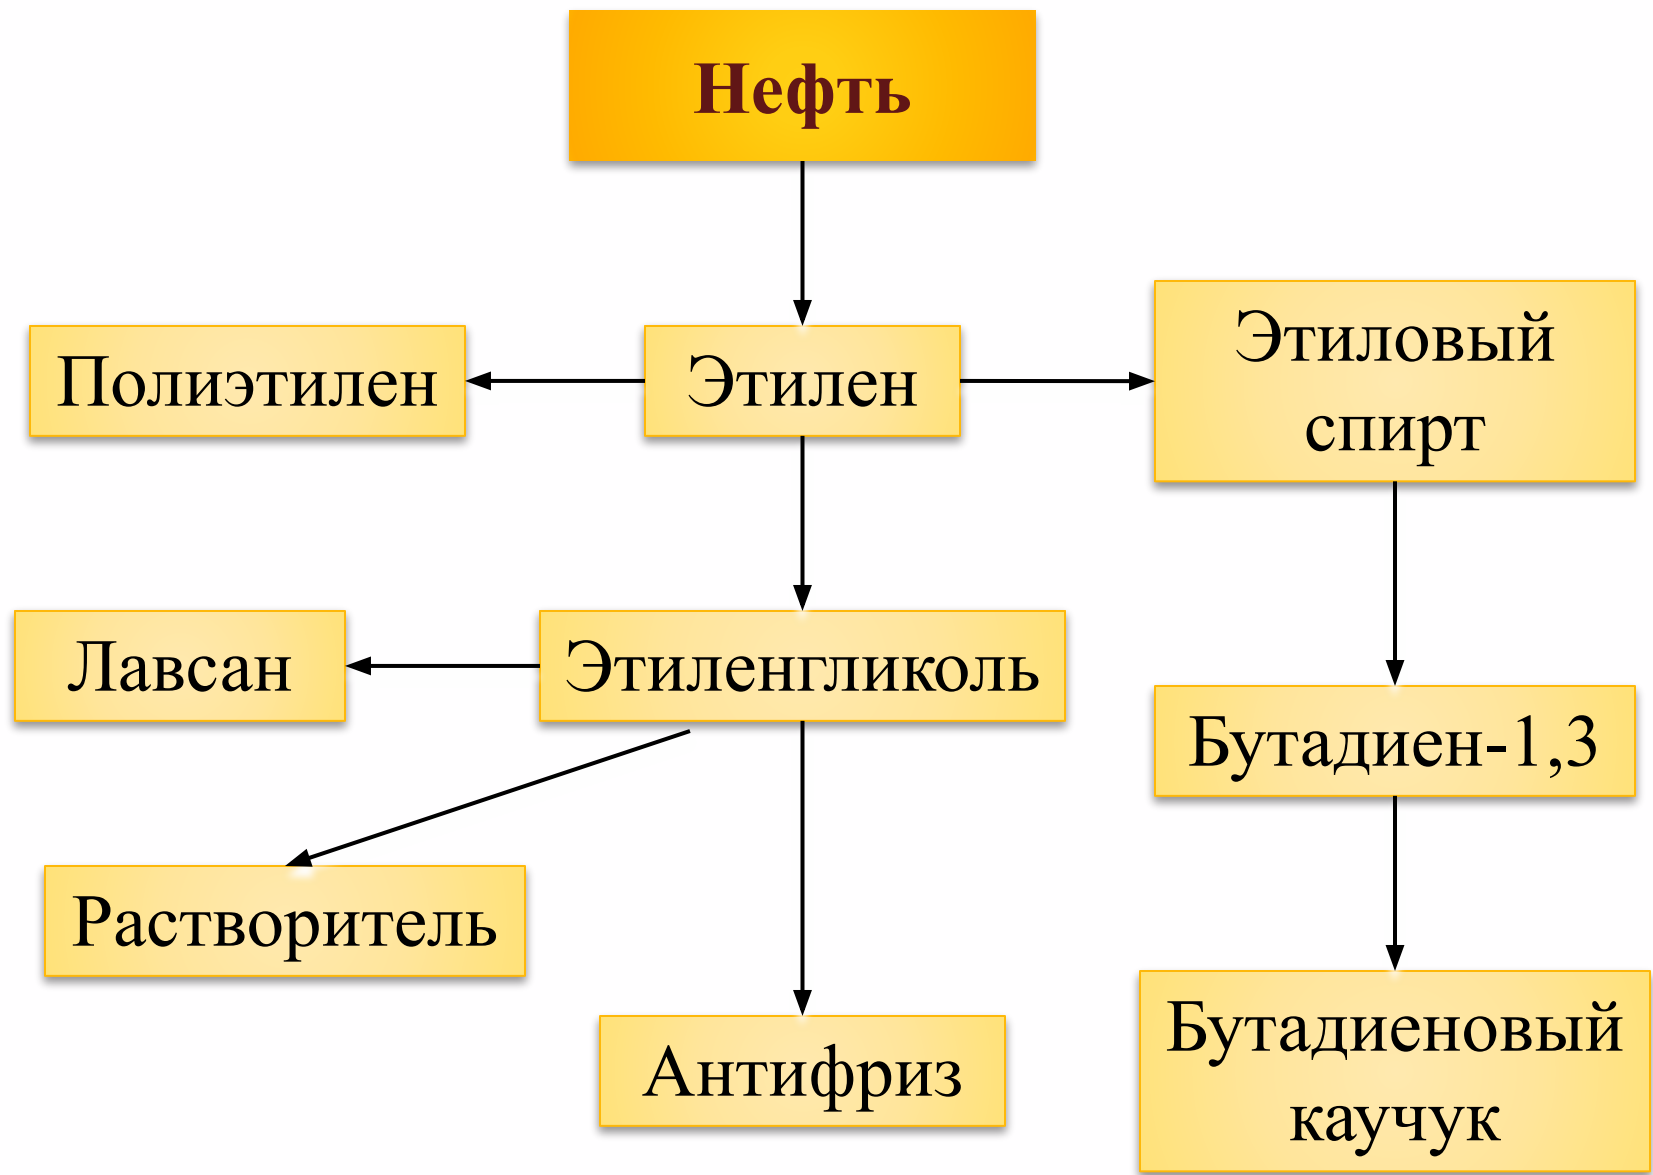 Нефть
Полиэтилен
Этилен
Этиловый
спирт
Лавсан
Этиленгликоль
Бутадиен-1,3
Растворитель
Антифриз
Бутадиеновый
каучук